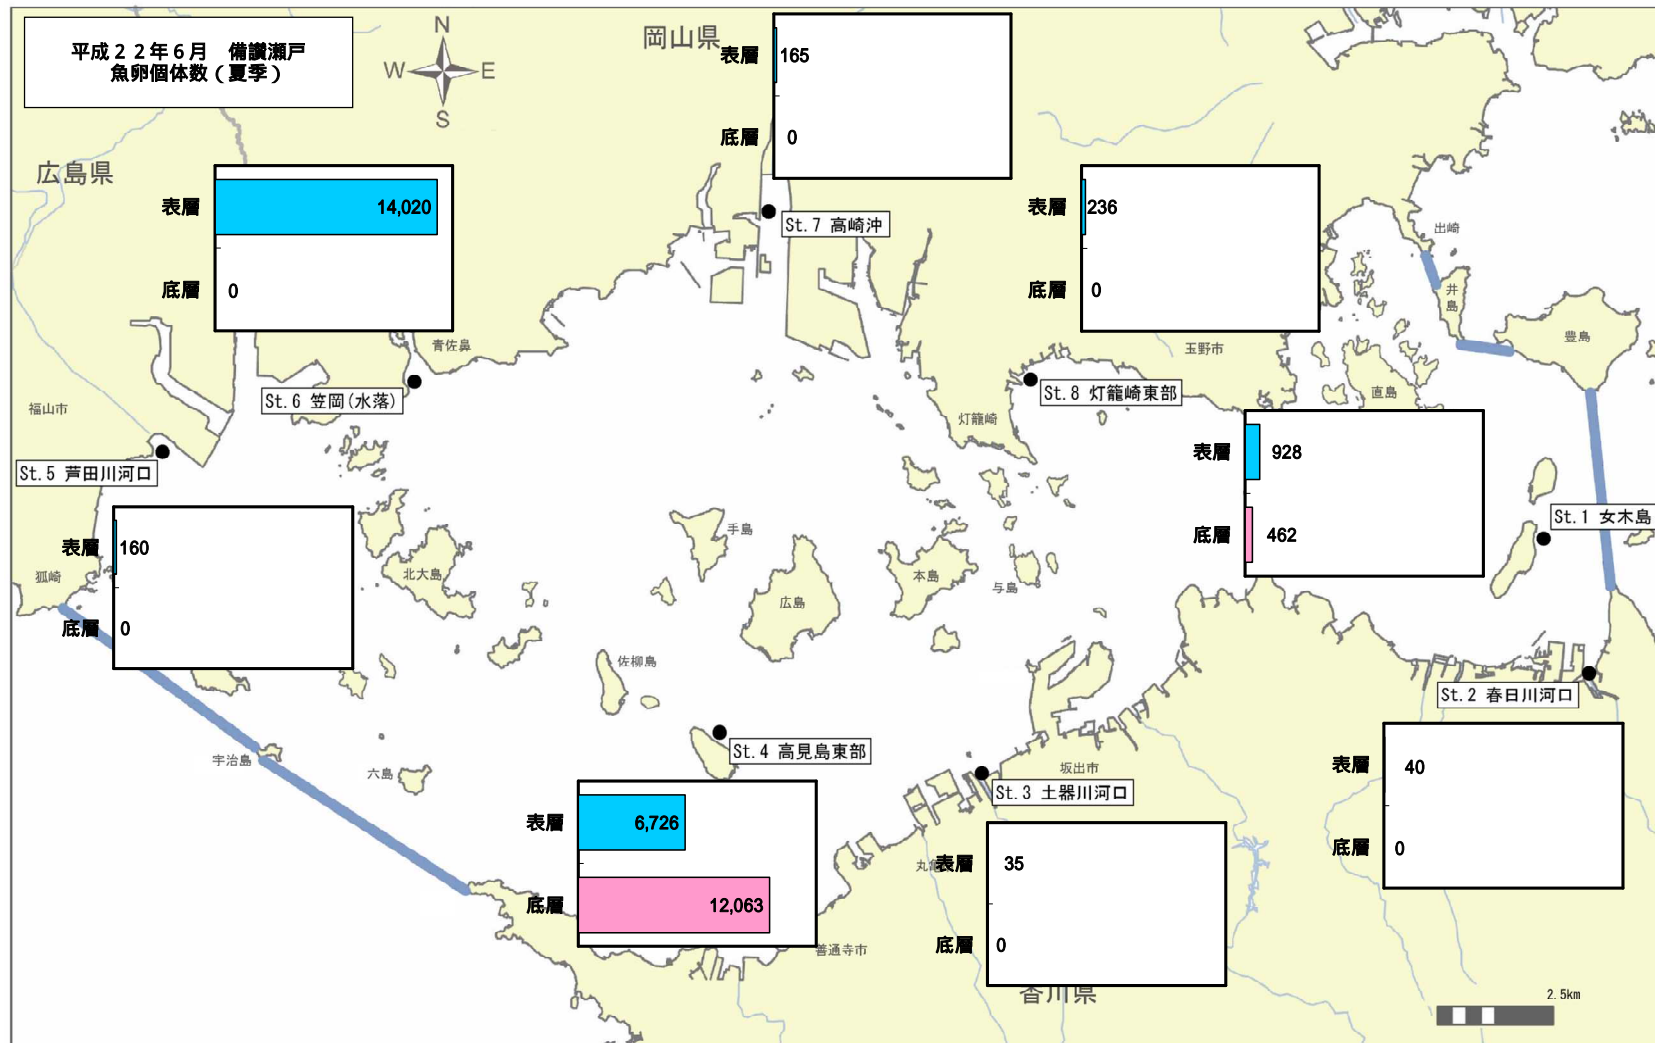 平成２２年６月　備讃瀬戸
魚卵個体数（夏季）
N
W
E
S
岡山県
広島県
香川県
表層
165
底層
0
St.7 高崎沖
表層
14,020
底層
0
St.6 笠岡(水落)
青佐鼻
表層
236
底層
0
St.8 灯籠崎東部
灯籠崎
玉野市
出崎
井島
豊島
直島
福山市
St.5 芦田川河口
表層
160
底層
0
狐崎
北大島
手島
広島
本島
与島
表層
928
底層
462
St.1 女木島
St.2 春日川河口
表層
40
底層
0
佐柳島
宇治島
六島
St.4 高見島東部
表層
6,726
底層
12,063
St.3 土器川河口
坂出市
丸亀
表層
35
底層
0
善通寺市
2.5km